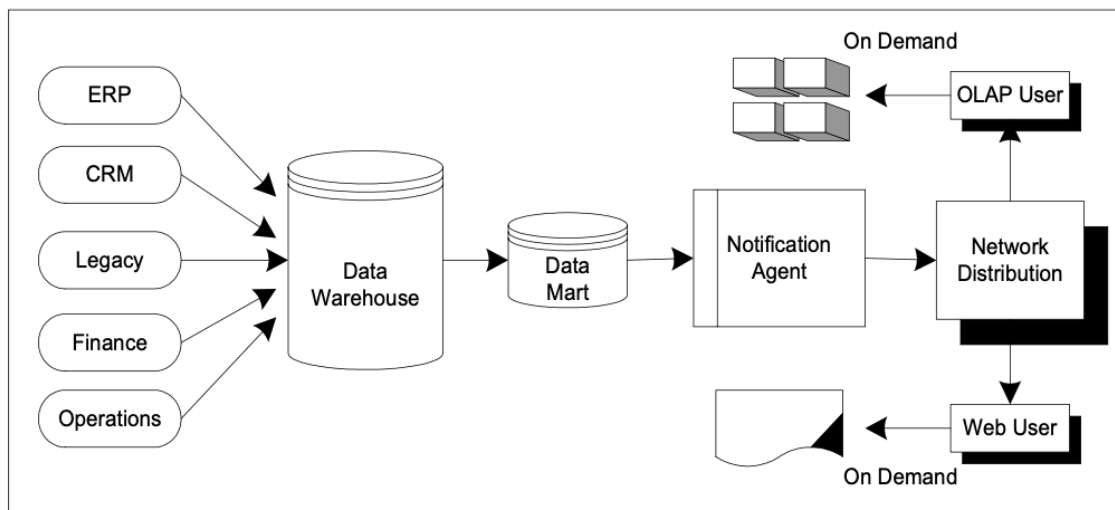 ERP
CRM
Legacy
Finance
Operations
Data
Warehouse
Data
Mart
Notification
Agent
Network
Distribution
On Demand
OLAP User
Web User
On Demand